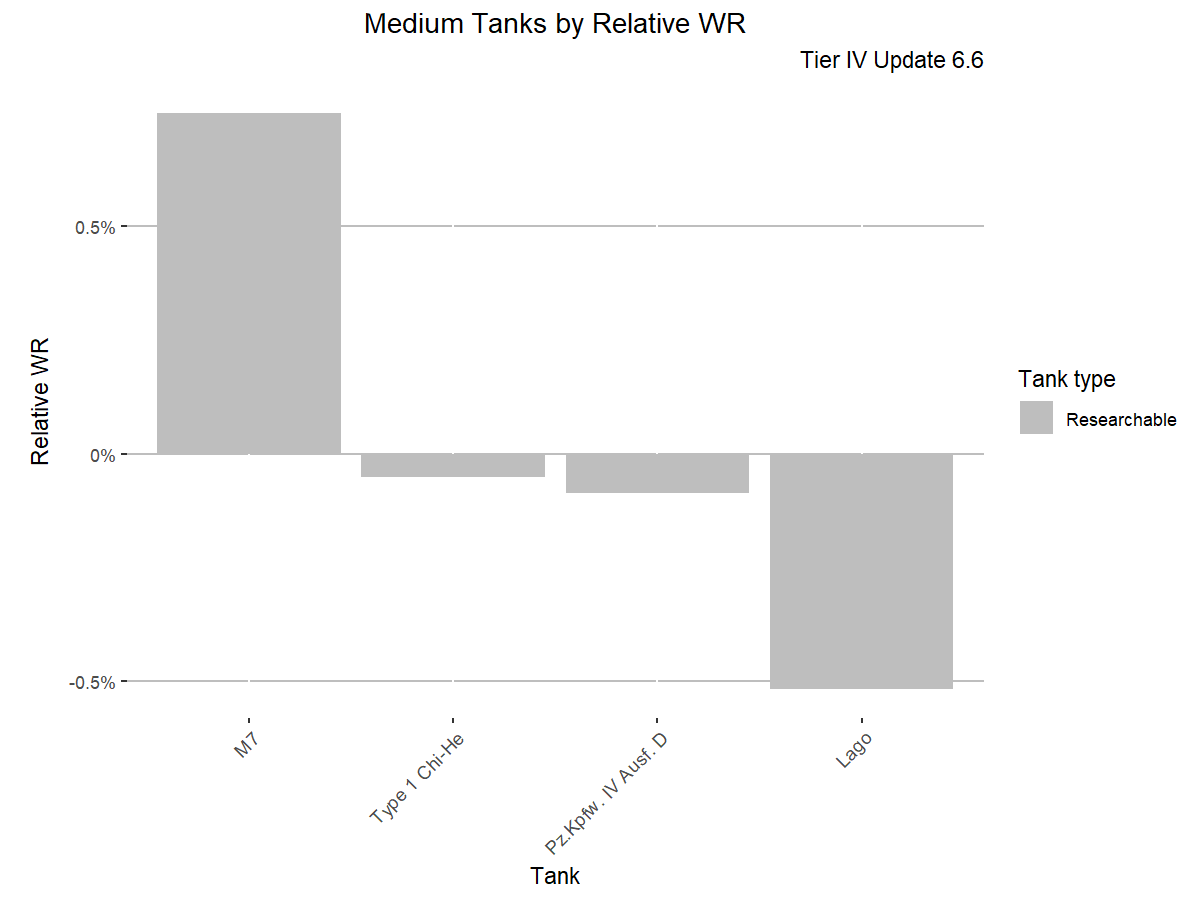 Medium Tanks by Relative WR
Tier IV Update 6.6
Relative WR
0.5%
0%
-0.5%
M7
Type 1 Chi-He
Pz.Kpfw. IV Ausf. D
Lago
Tank
Tank type
Researchable